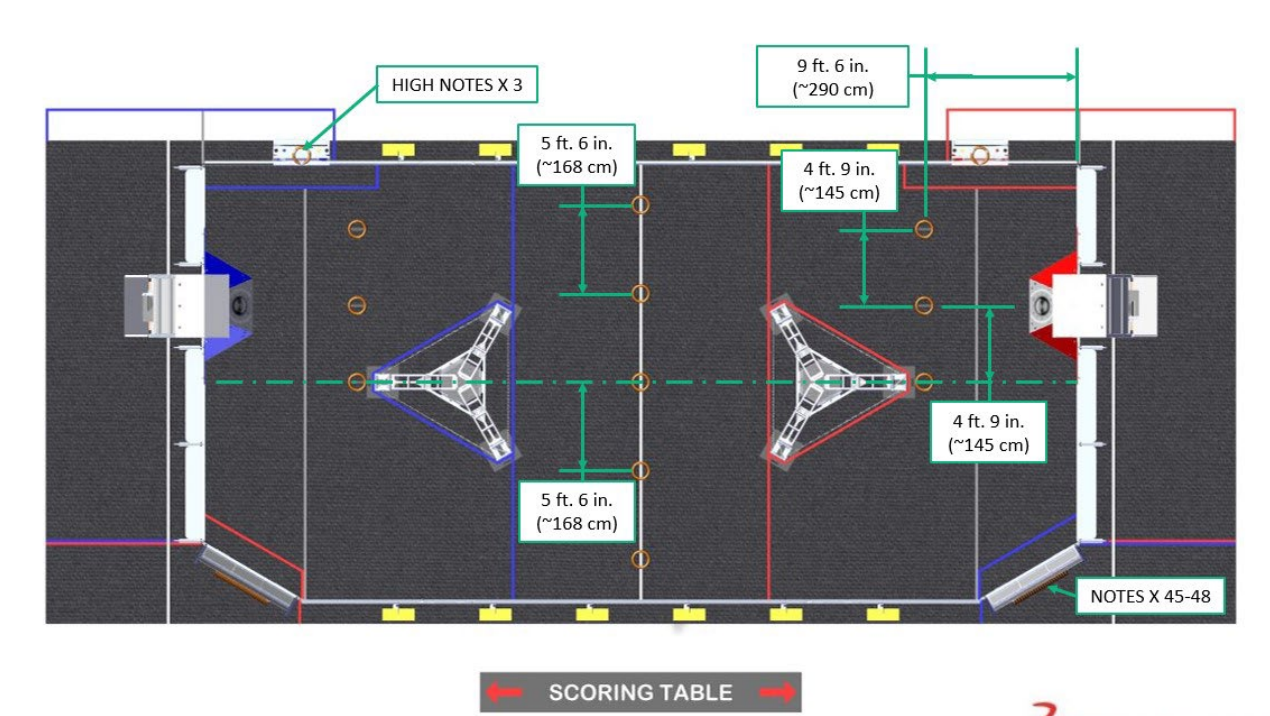 9 ft. 6 in.
(~290 cm)
HIGH NOTES X 3
5 ft. 6 in.
(~168 cm)
4 ft. 9 in.
(~145 cm)
4 ft. 9 in.
(~145 cm)
5 ft. 6 in.
(~168 cm)
NOTES X 45-48
SCORING TABLE